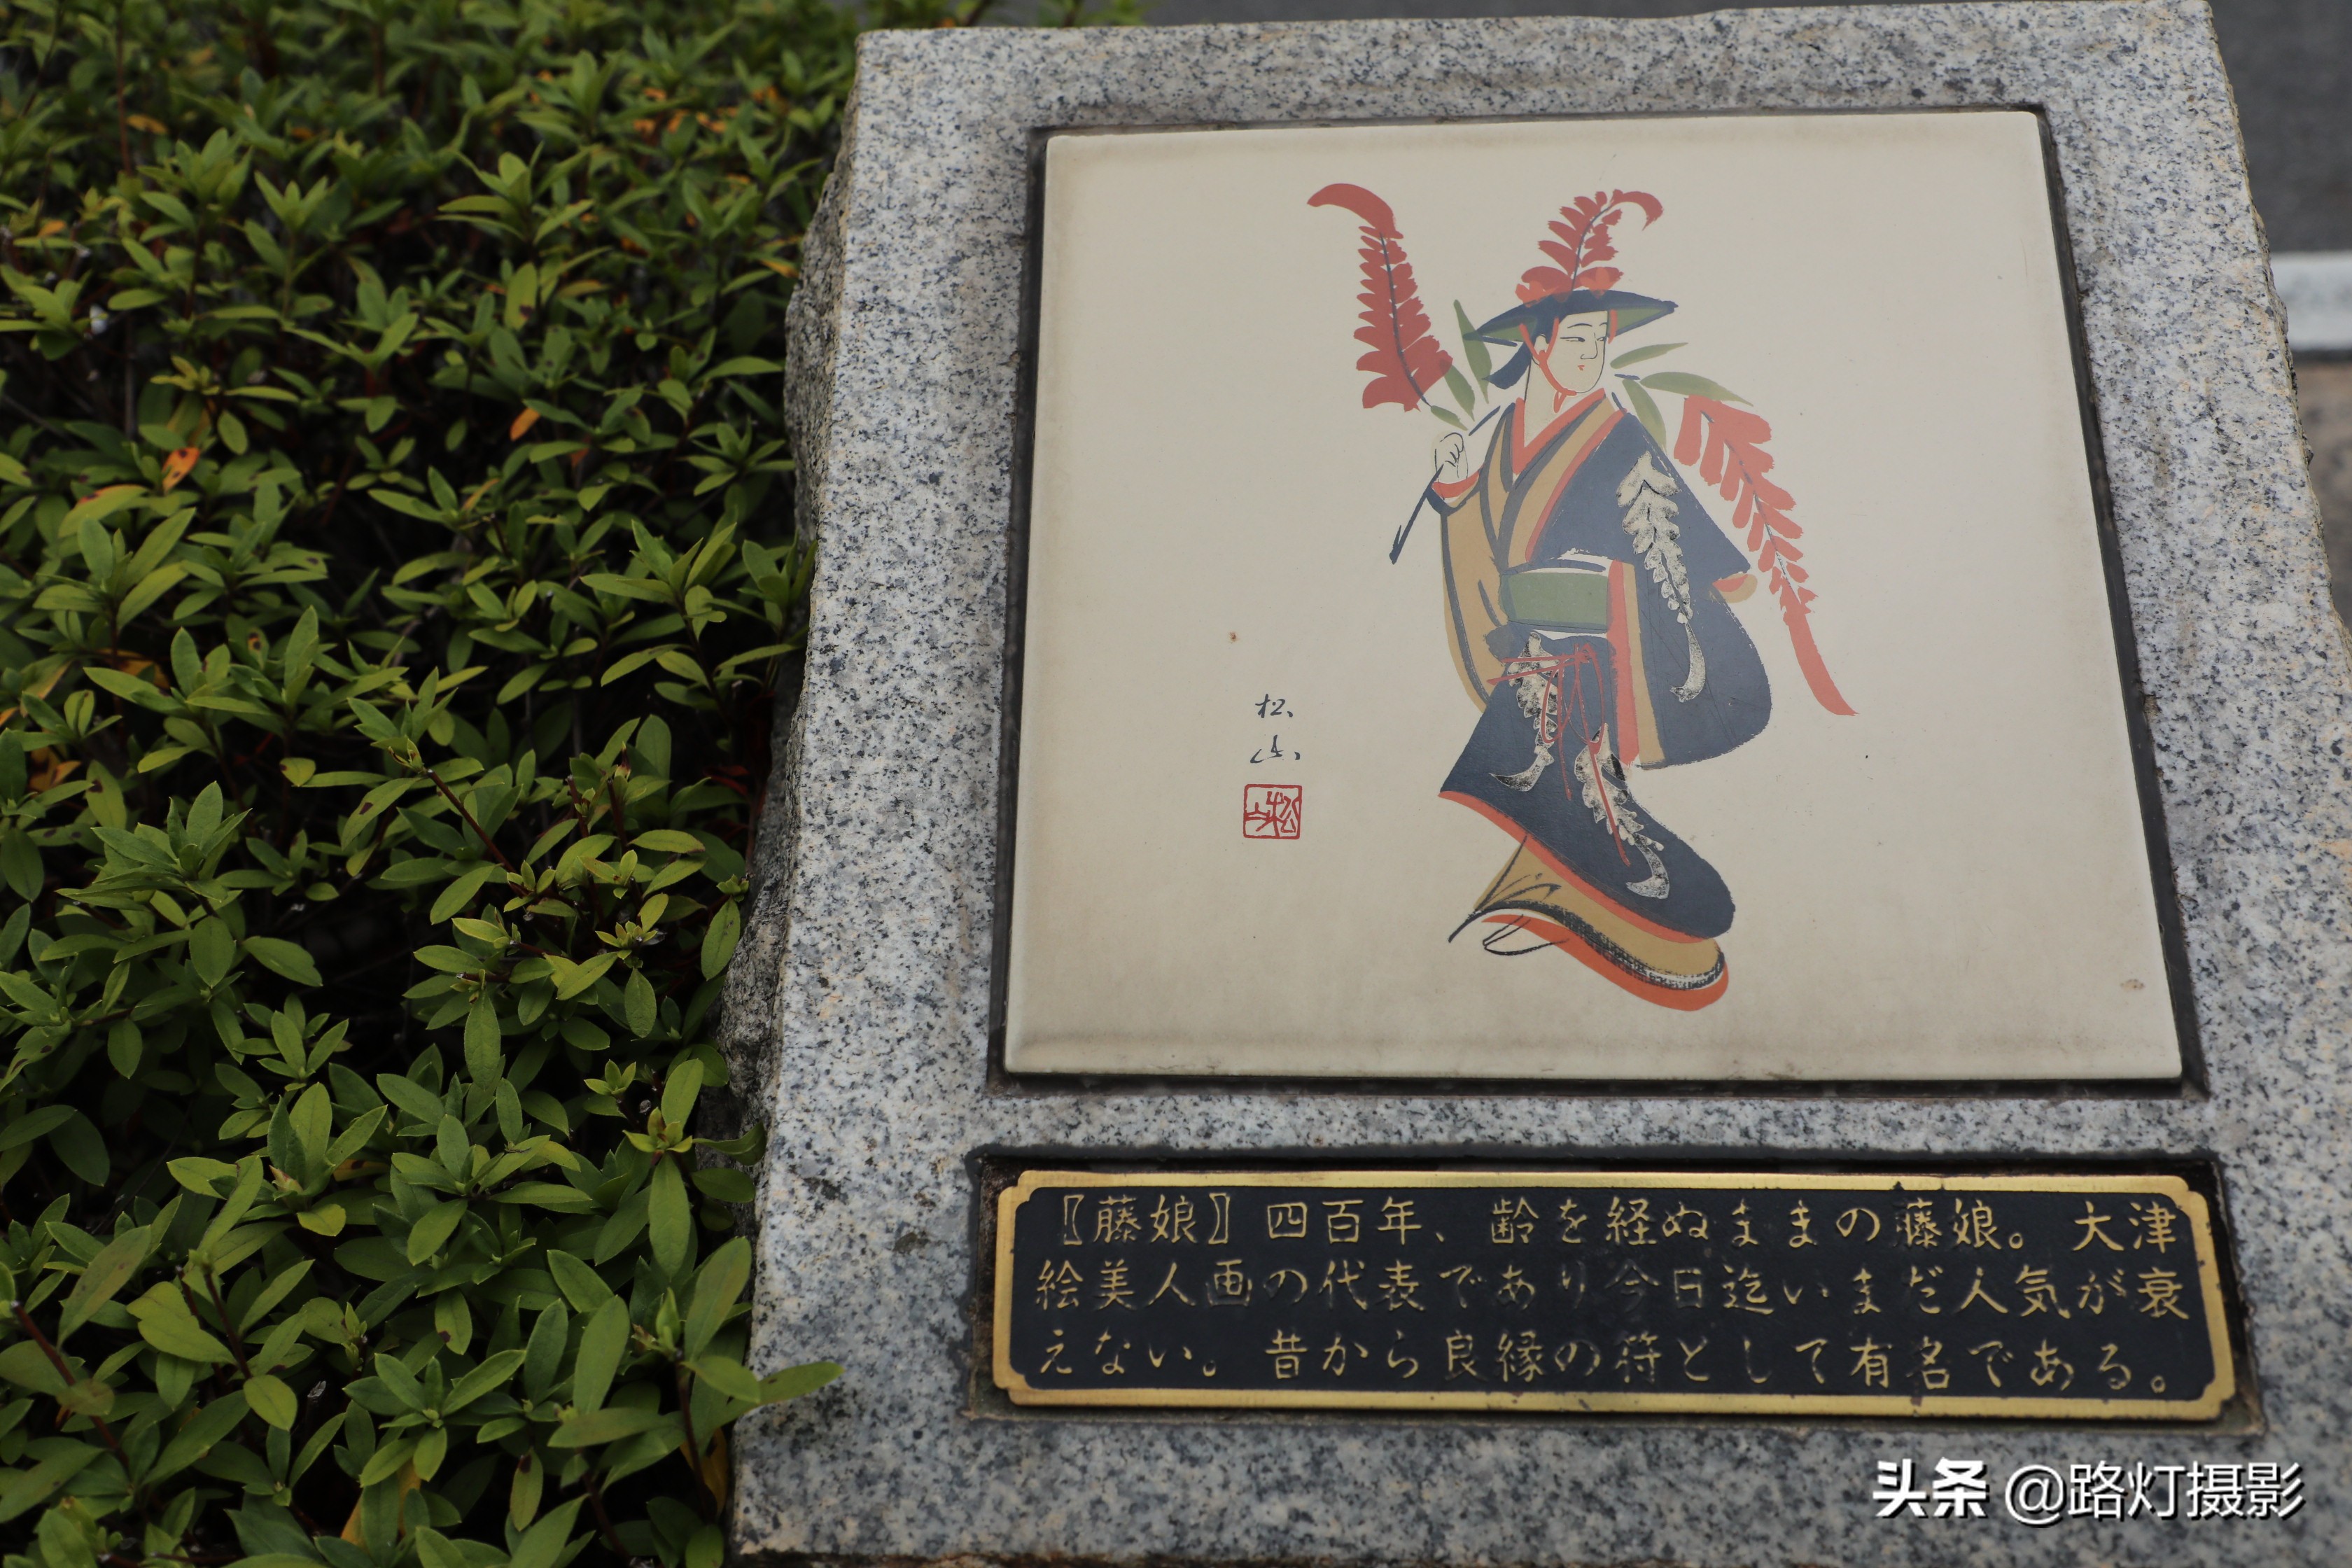 松
山
松山
〖藤娘〗四百年、齢を経ぬままの藤娘。大津
絵美人画の代表であり今日迄いまだ人気が衰
えない。昔から良縁の符として有名である。
头条 @路灯摄影